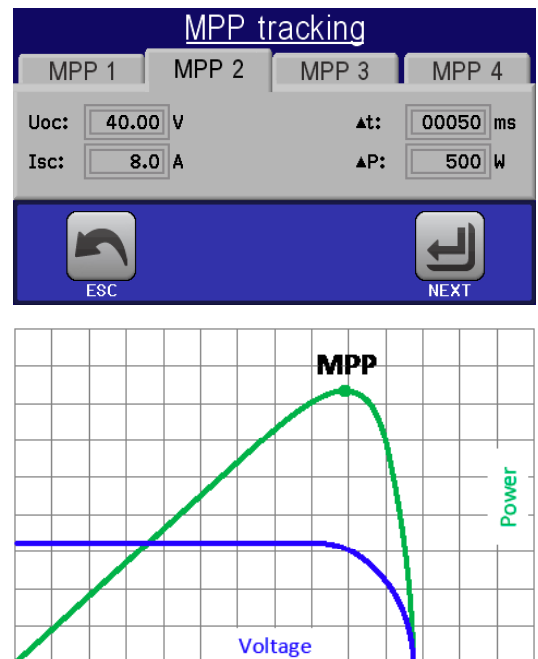 MPP tracking
MPP 1 MPP 2 MPP 3 MPP 4
Uoc: 40.00 V ▲t: 00050 ms
Isc: 8.0 A ▲P: 500 W
ESC NEXT
MPP
Power
Voltage